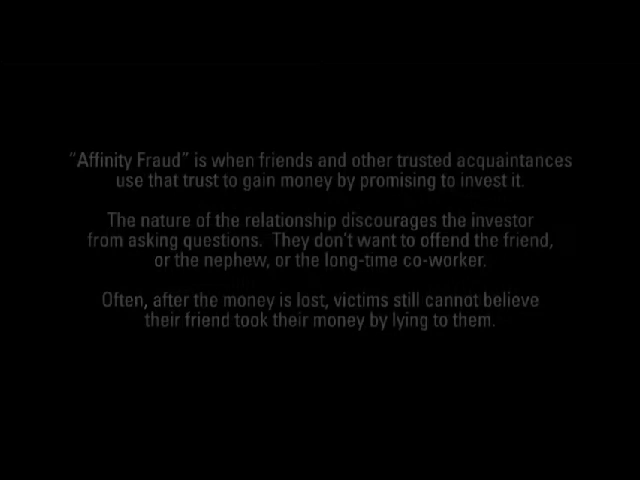 "Affinity Fraud" is when friends and other trusted acquaintances
use that trust to gain money by promising to invest it.
The nature of the relationship discourages the investor
from asking questions.  They don't want to offend the friend,
or the nephew, or the long-time co-worker.
Often, after the money is lost, victims still cannot believe
their friend took their money by lying to them.